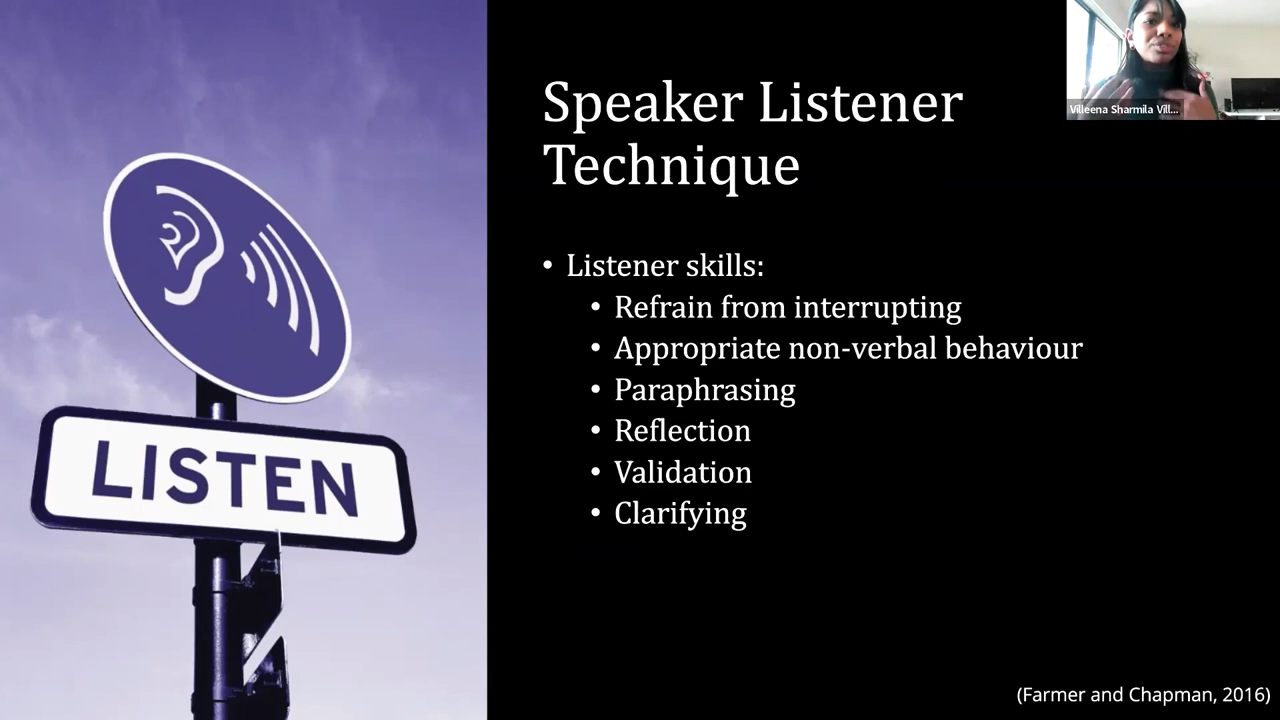 LISTEN
Speaker Listener
Technique
• Listener skills:
• Refrain from interrupting
• Appropriate non-verbal behaviour
• Paraphrasing
• Reflection
• Validation
• Clarifying
Villeena Sharmila Vill...
(Farmer and Chapman, 2016)